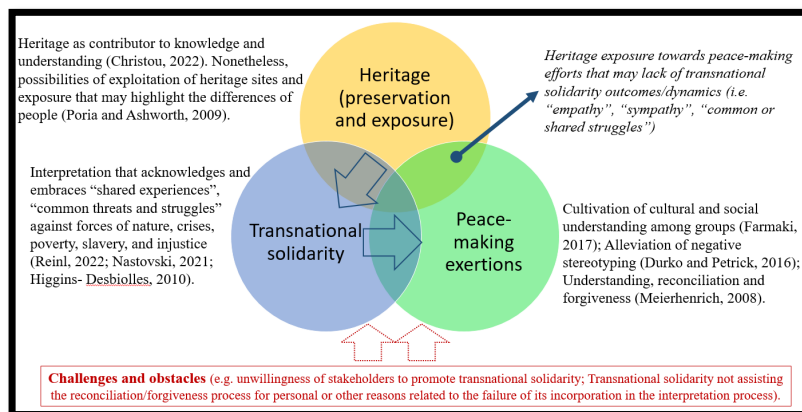 Heritage as contributor to knowledge and
understanding (Christou, 2022). Nonetheless,
possibilities of exploitation of heritage sites and
exposure that may highlight the differences of
people (Poria and Ashworth, 2009).
Heritage
(preservation
and exposure)
Heritage exposure towards peace-making
efforts that may lack of transnational
solidarity outcomes/dynamics (i.e.
“empathy”, “sympathy”, “common or
shared struggles”)
Interpretation that acknowledges and
embraces “shared experiences”,
“common threats and struggles”
against forces of nature, crises,
poverty, slavery, and injustice
(Reinl, 2022; Nastovski, 2021;
Higgins- Desbiolles, 2010).
Transnational
solidarity
Peace-
making
exertions
Cultivation of cultural and social
understanding among groups (Farmaki,
2017); Alleviation of negative
stereotyping (Durko and Petrick, 2016);
Understanding, reconciliation and
forgiveness (Meierhenrich, 2008).
Challenges and obstacles (e.g. unwillingness of stakeholders to promote transnational solidarity; Transnational solidarity not assisting
the reconciliation/forgiveness process for personal or other reasons related to the failure of its incorporation in the interpretation process).